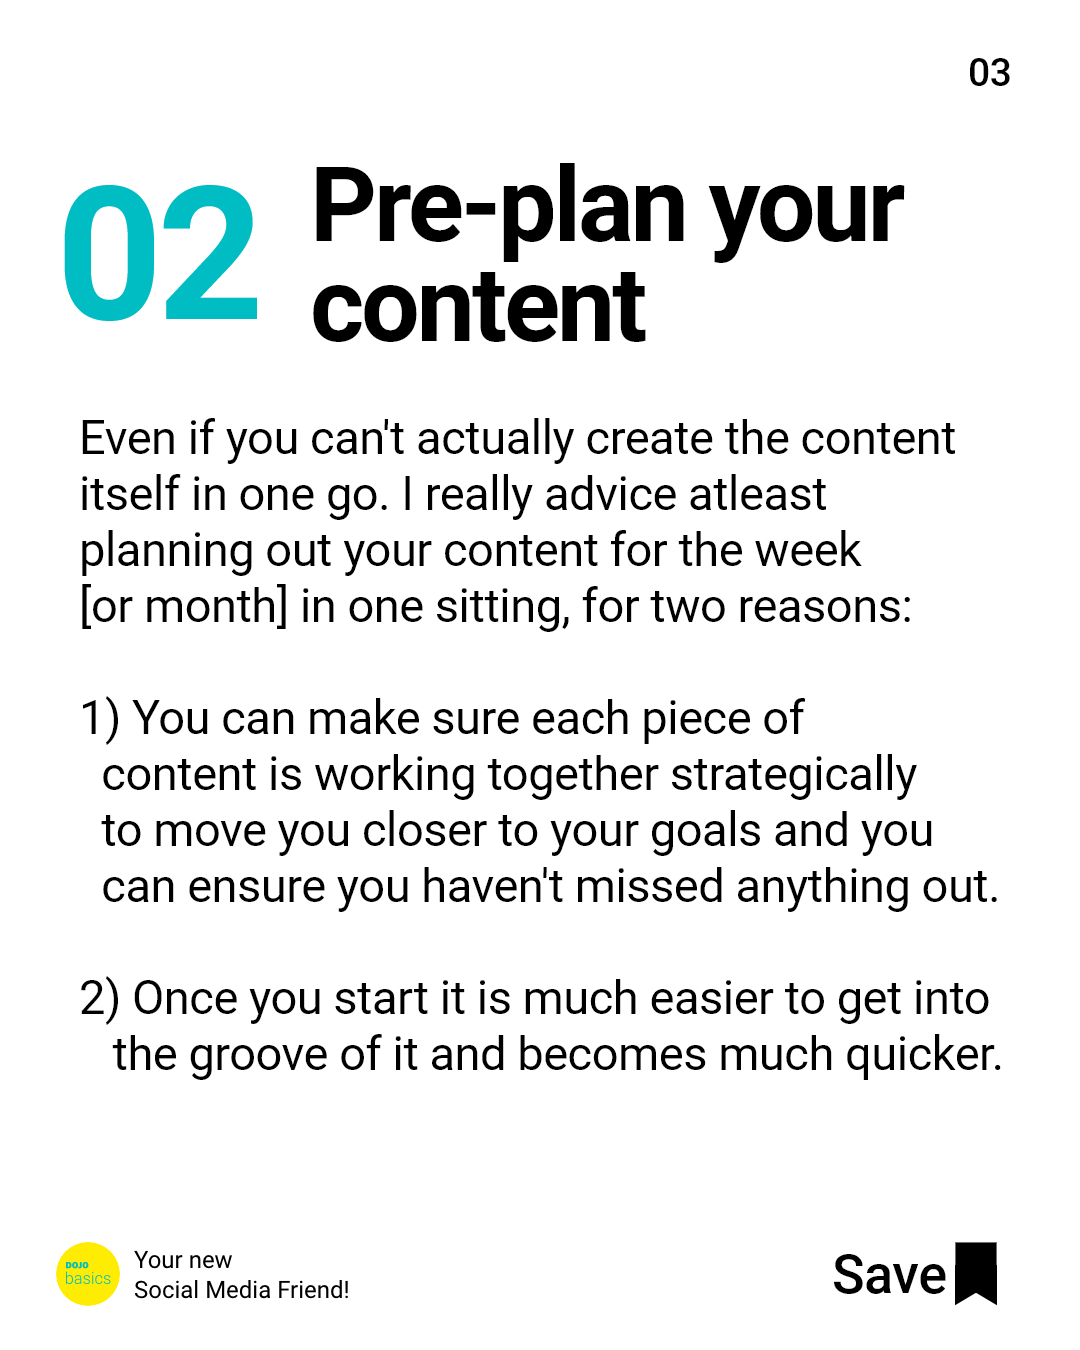 03
02
Pre-plan your
content
Even if you can't actually create the content
itself in one go. I really advice atleast
planning out your content for the week
[or month] in one sitting, for two reasons:
1) You can make sure each piece of
content is working together strategically
to move you closer to your goals and you
can ensure you haven't missed anything out.
2) Once you start it is much easier to get into
the groove of it and becomes much quicker.
DOJO
basics
Your new
Social Media Friend!
Save